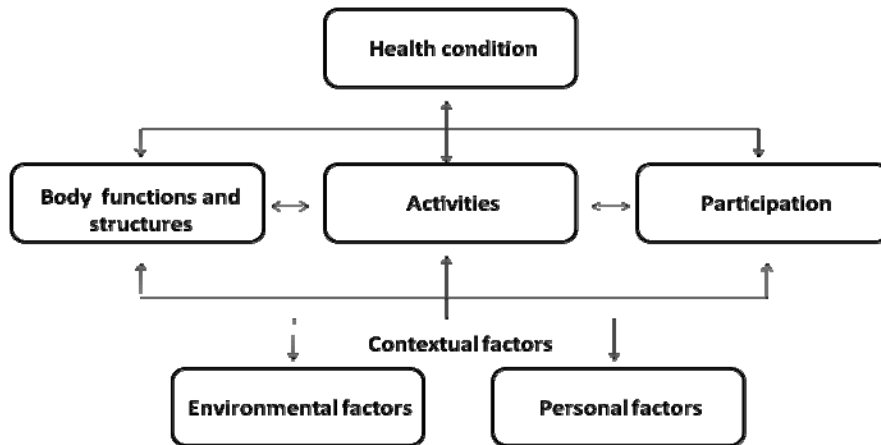 Health condition
Body functions and
structures
Activities
Participation
Contextual factors
Environmental factors
Personal factors